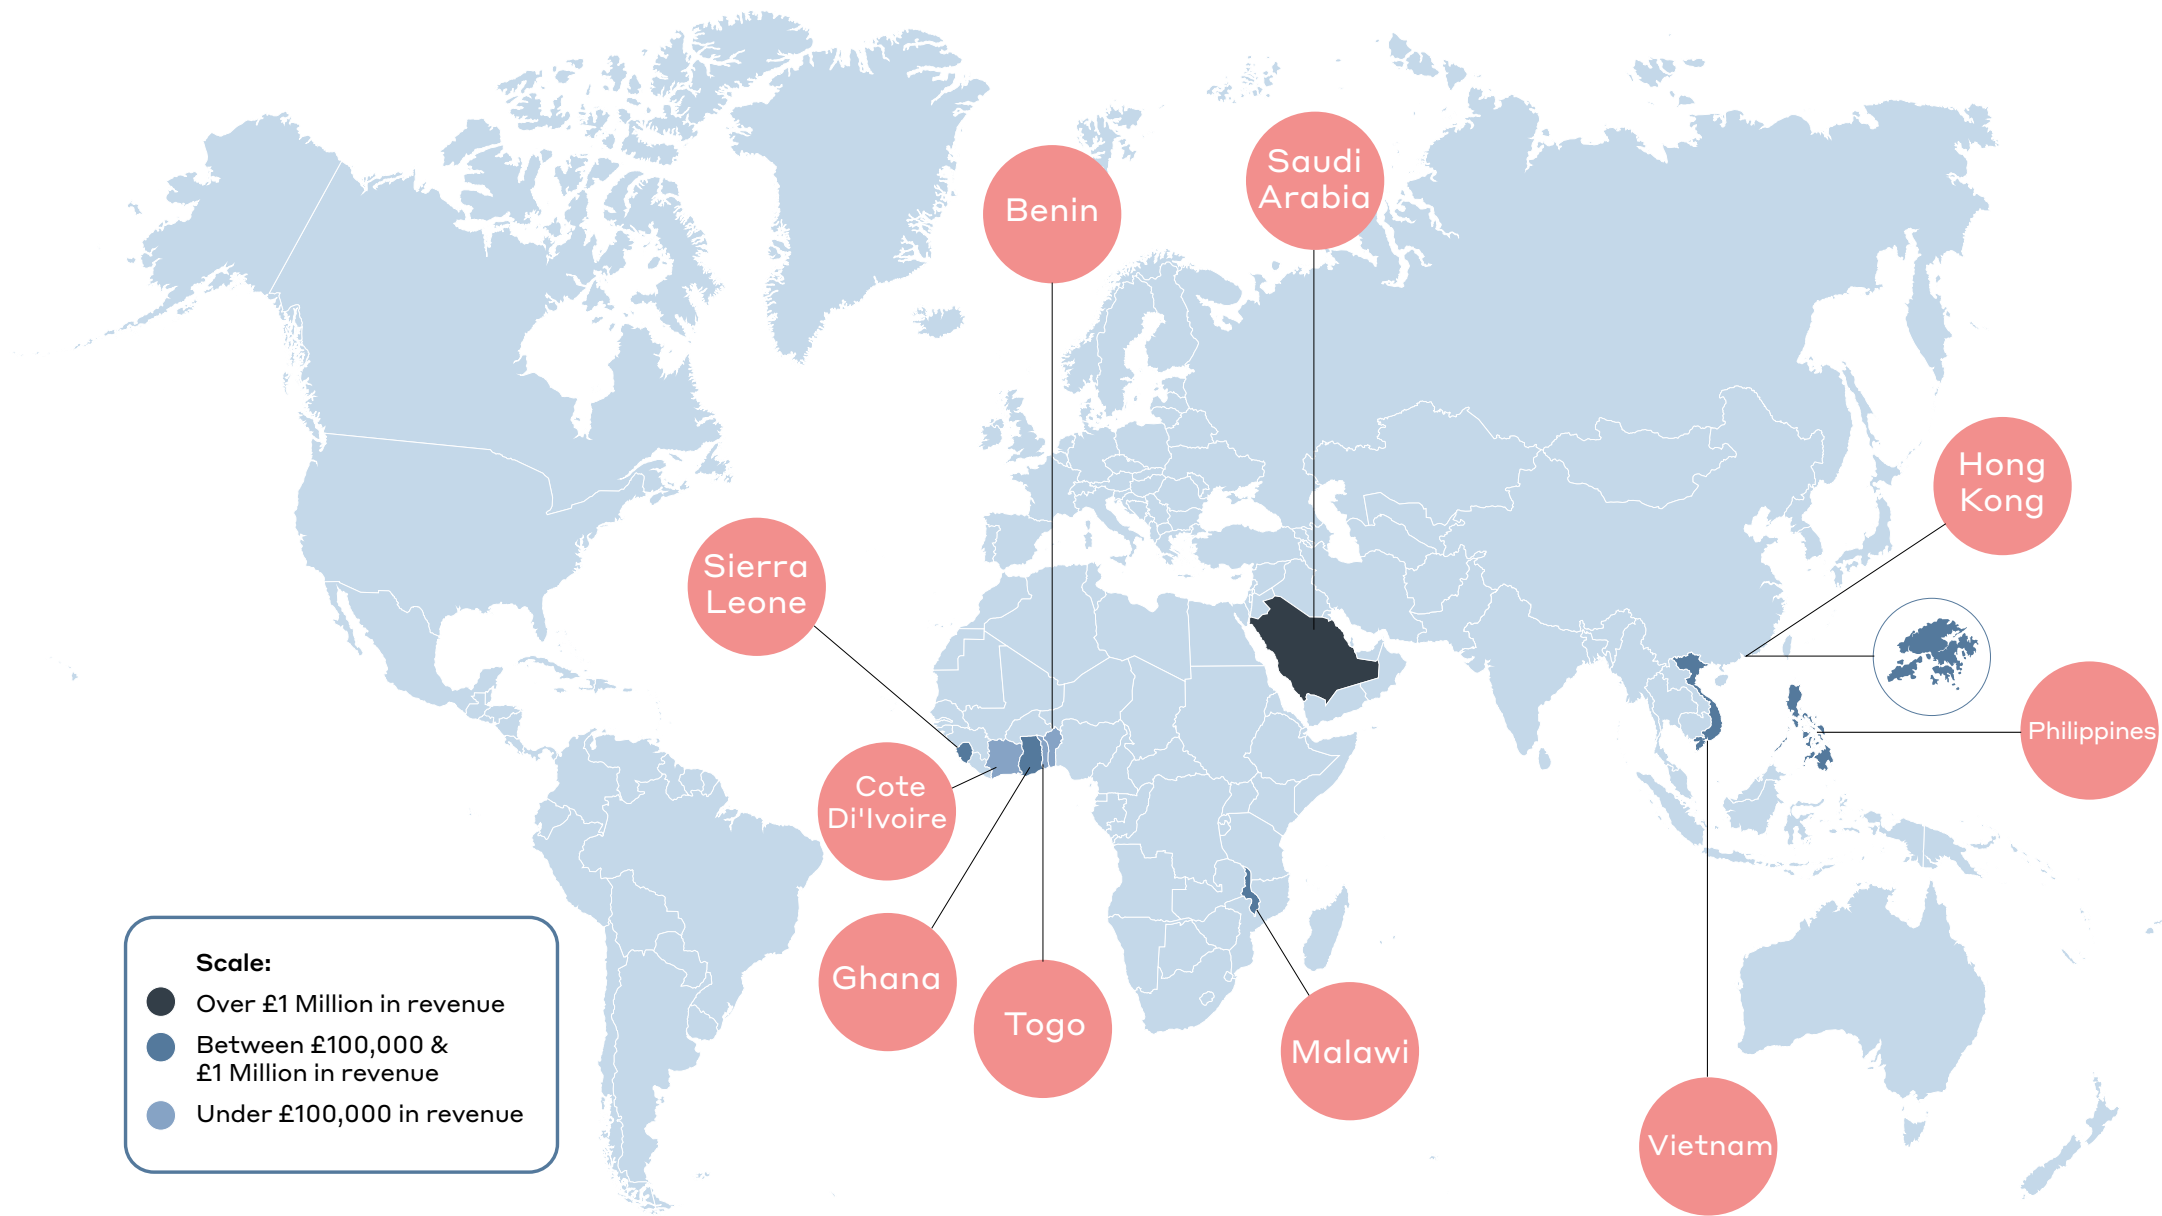 Saudi
Arabia
Benin
Hong
Kong
Sierra
Leone
Philippines
Cote
Di'Ivoire
Ghana
Togo
Malawi
Vietnam
Scale:
Over £1 Million in revenue
Between £100,000 &
£1 Million in revenue
Under £100,000 in revenue